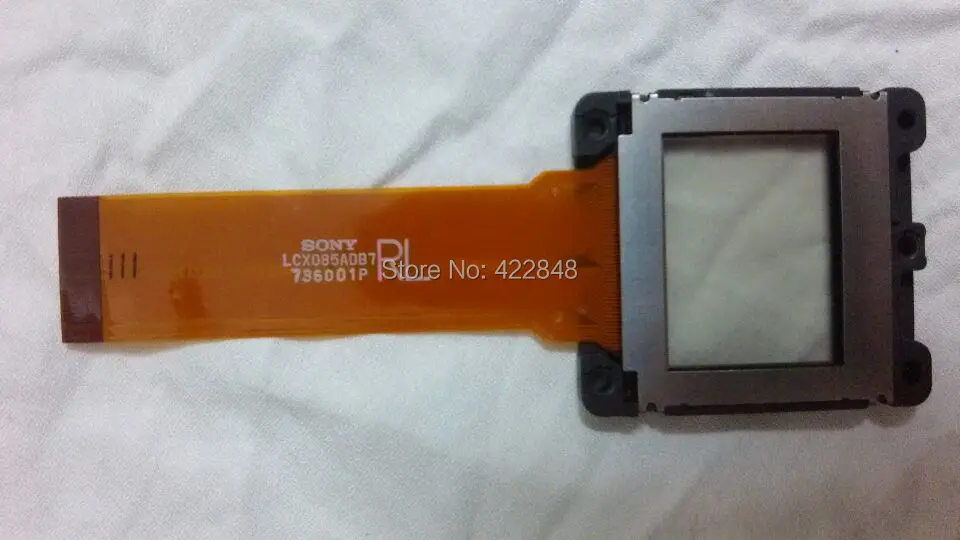 SONY
LCX085ADB7
736001P
RL
Store No: 422848